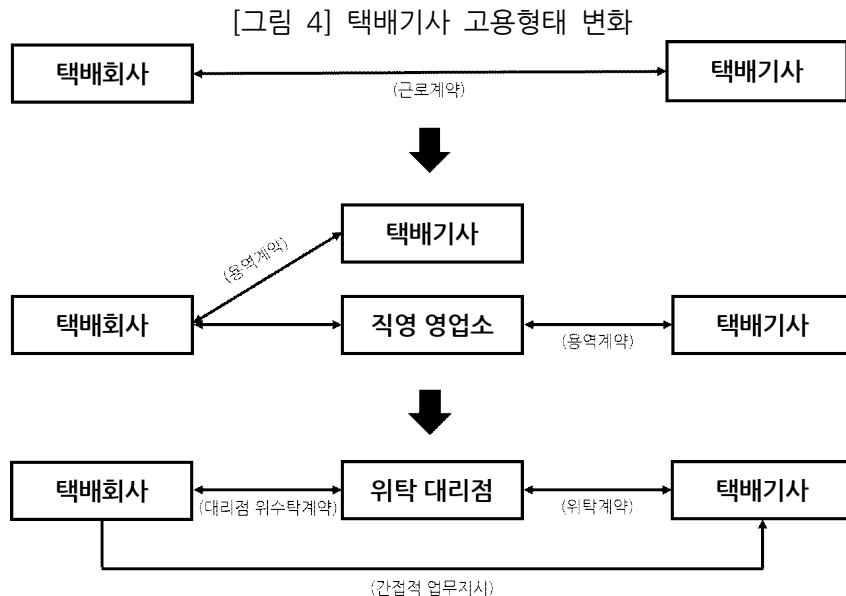 [그림 4] 택배기사 고용형태 변화
택배회사
택배기사
(근로계약)
택배기사
(용역계약)
택배회사
직영 영업소
택배기사
(용역계약)
택배회사
위탁 대리점
택배기사
(대리점 위수탁계약)
(위탁계약)
(간접적 업무지시)